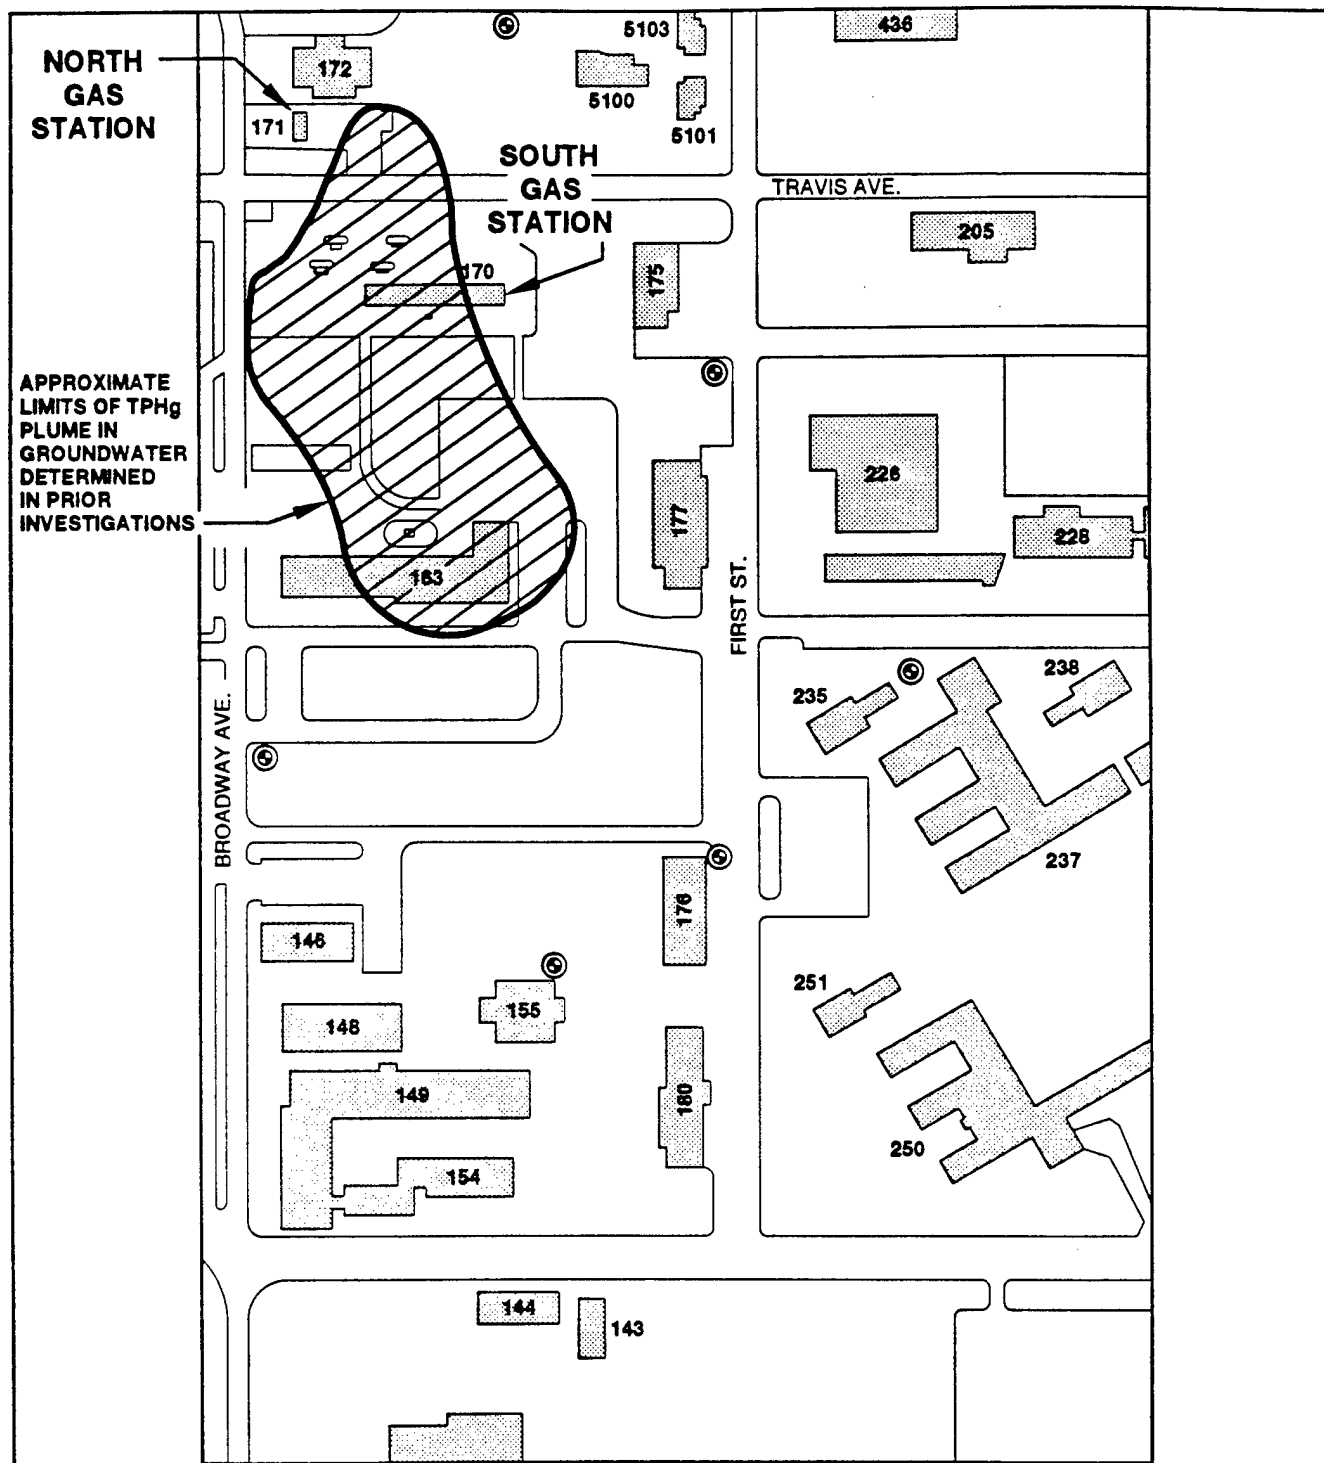 5103
436
NORTH
GAS
STATION
172
5100
171
5101
SOUTH
GAS
STATION
TRAVIS AVE.
205
170
175
APPROXIMATE
LIMITS OF TPHg
PLUME IN
GROUNDWATER
DETERMINED
IN PRIOR
INVESTIGATIONS
226
177
228
163
FIRST ST.
238
235
BROADWAY AVE.
237
176
146
251
155
148
149
180
250
154
144
143